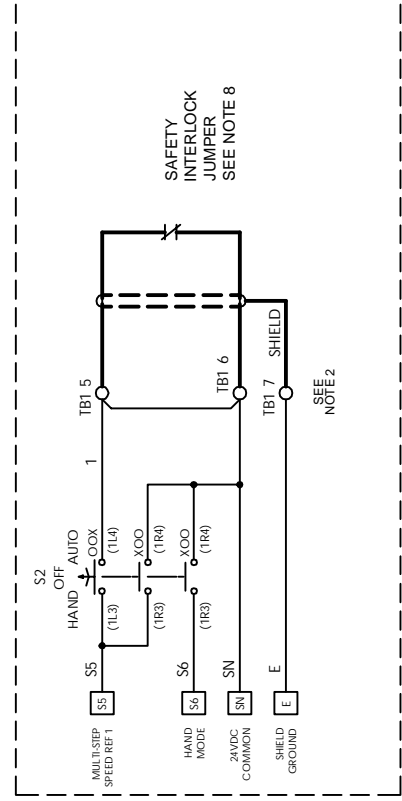 S2
OFF
HAND
AUTO
S5
1
TB1 5
OOX
(1L3)
(1L4)
S5
MULTI-STEP
SPEED REF 1
XOO
(1R3)
(1R4)
S6
XOO
(1R3)
(1R4)
S6
HAND
MODE
SN
TB1 6
SN
24VDC
COMMON
E
TB1 7
SHIELD
E
SHIELD
GROUND
SEE
NOTE 2
SAFETY
INTERLOCK
JUMPER
SEE NOTE 8